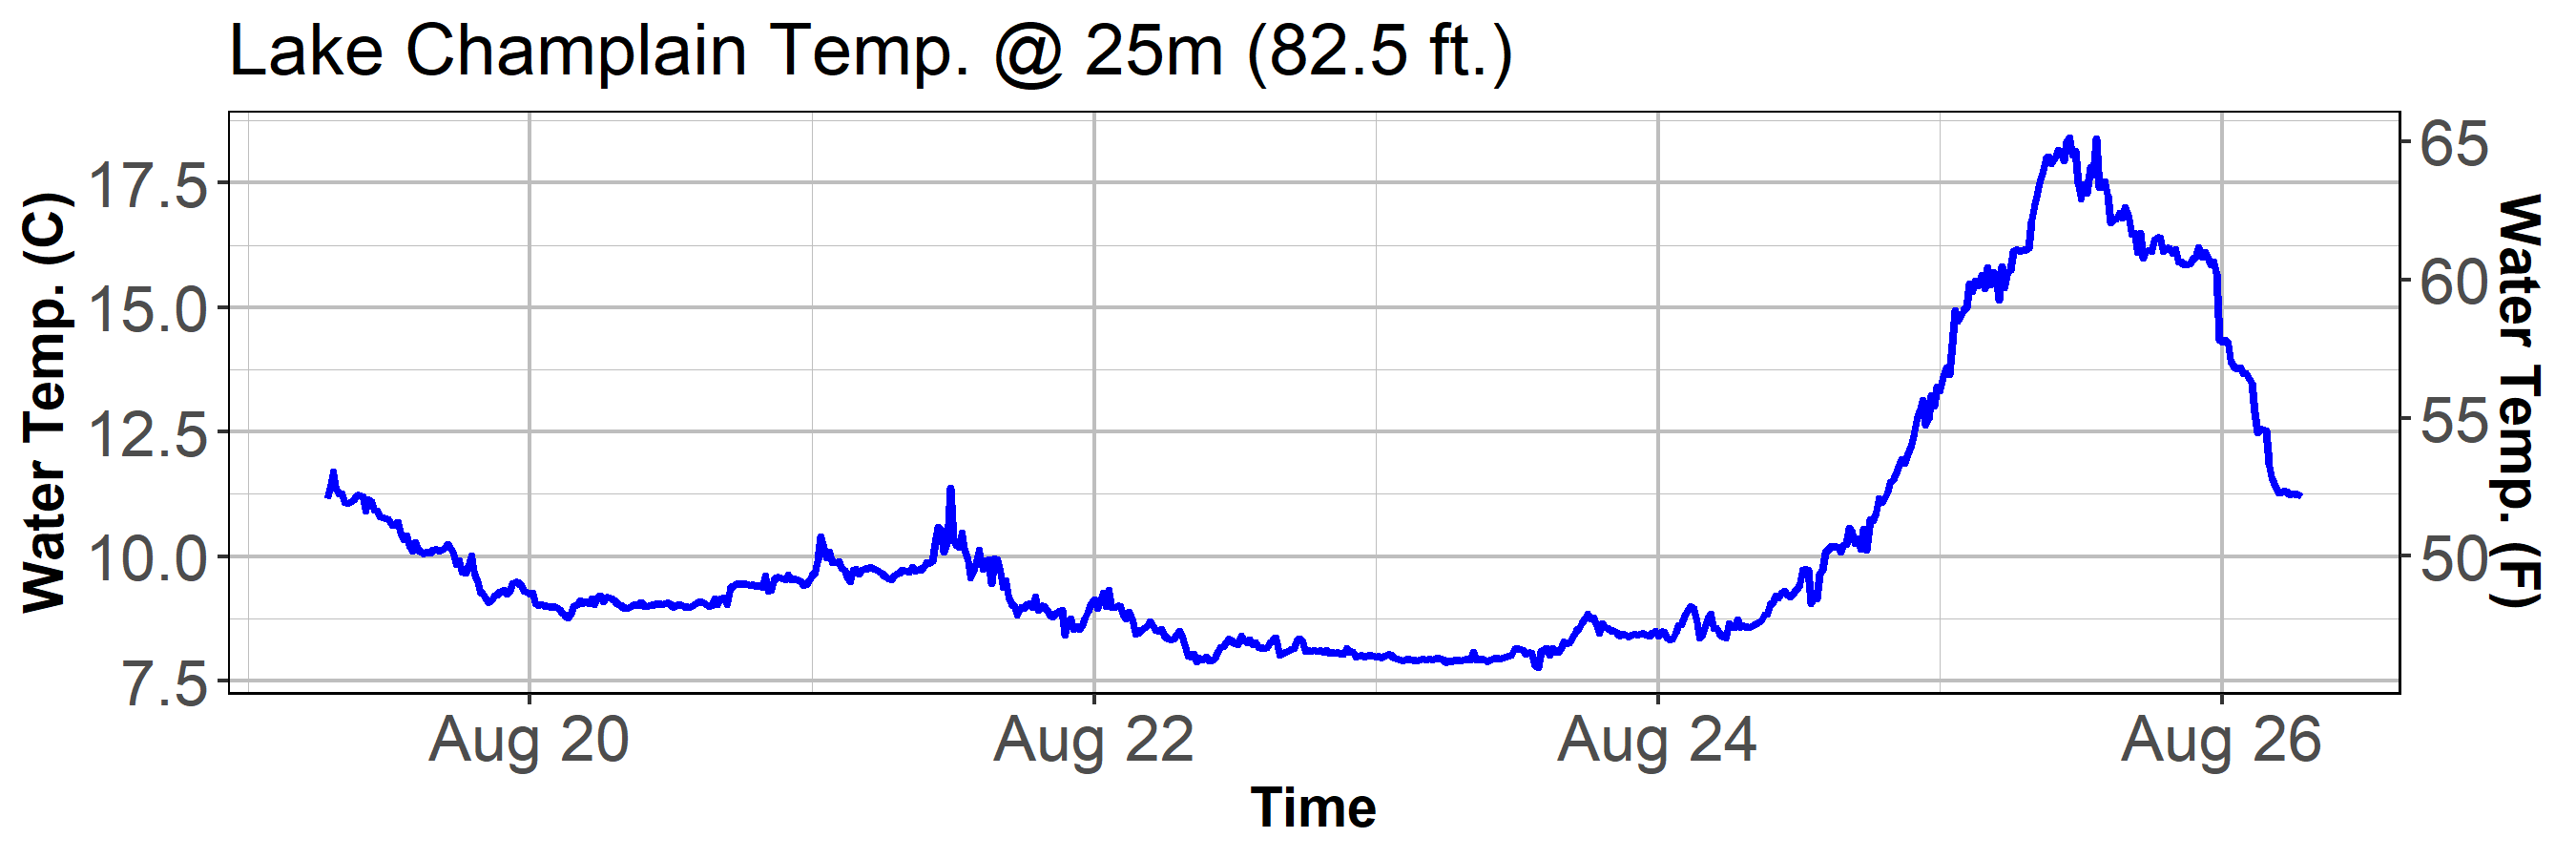 Lake Champlain Temp. @ 25m (82.5 ft.)
Water Temp. (C)
17.5
15.0
12.5
10.0
7.5
65
60
55
50
Water Temp. (F)
Aug 20
Aug 22
Aug 24
Aug 26
Time